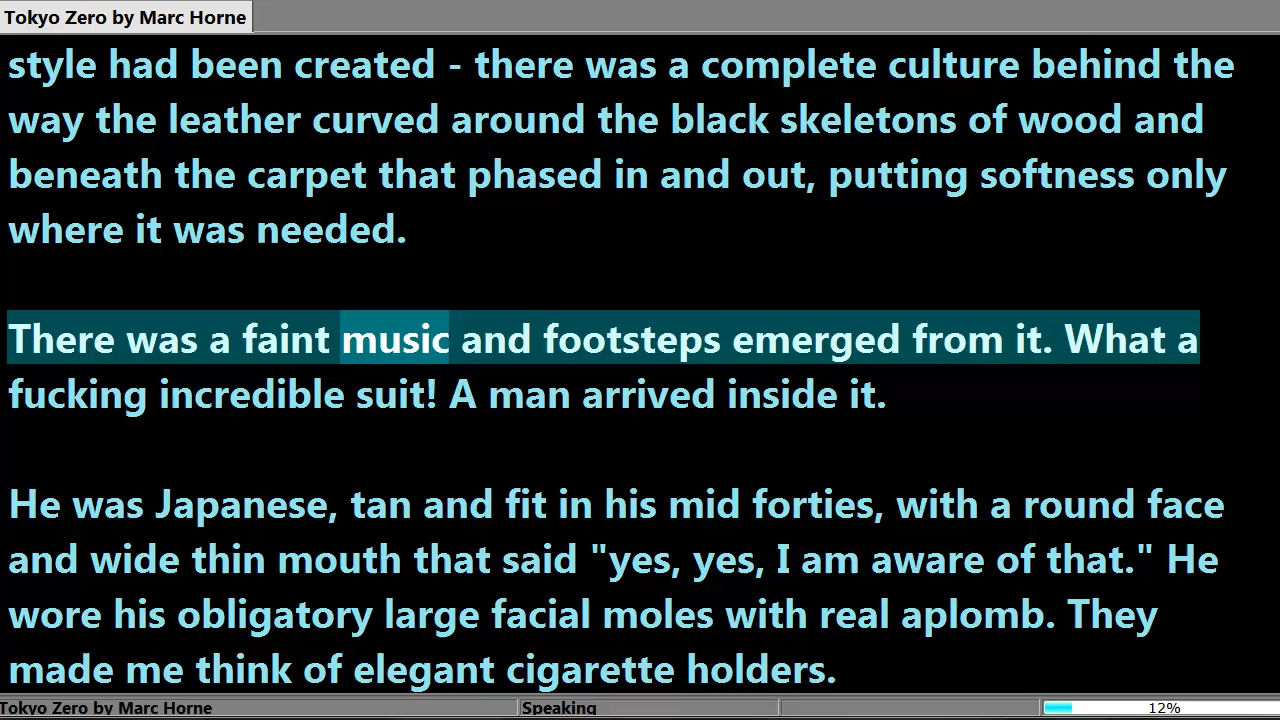 Tokyo Zero by Marc Horne
style had been created - there was a complete culture behind the
way the leather curved around the black skeletons of wood and
beneath the carpet that phased in and out, putting softness only
where it was needed.
There was a faint music and footsteps emerged from it. What a
fucking incredible suit! A man arrived inside it.
He was Japanese, tan and fit in his mid forties, with a round face
and wide thin mouth that said "yes, yes, I am aware of that." He
wore his obligatory large facial moles with real aplomb. They
made me think of elegant cigarette holders.
Tokyo Zero by Marc Horne Speaking 12%